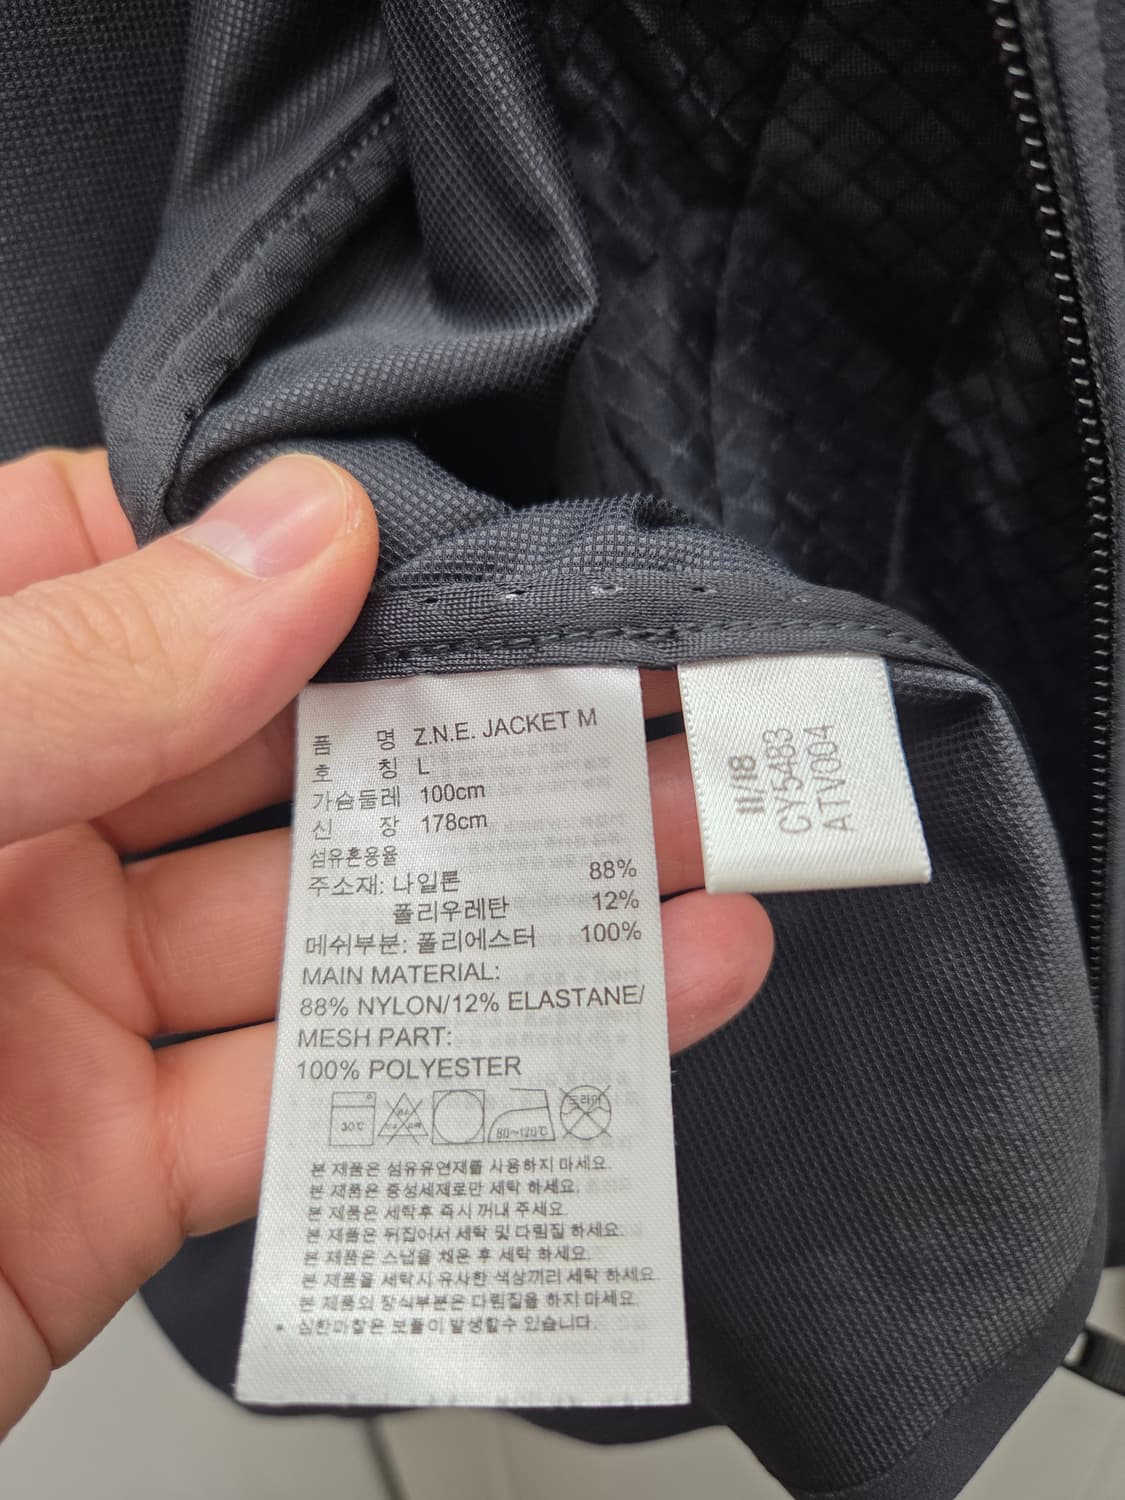 품 명 Z.N.E. JACKET M
호 칭 L
가슴둘레 100cm
신 장 178cm
섬유혼용율
주소재: 나일론 88%
폴리우레탄 12%
메쉬부분: 폴리에스터 100%
MAIN MATERIAL:
88% NYLON/12% ELASTANE/
MESH PART:
100% POLYESTER
30℃
80~120℃
드라이
본 제품은 섬유유연제를 사용하지 마세요.
본 제품은 중성세제로만 세탁 하세요.
본 제품은 세탁후 즉시 꺼내 주세요.
본 제품은 뒤집어서 세탁 및 다림질 하세요.
본 제품은 스냅을 채운 후 세탁 하세요.
본 제품을 세탁시 유사한 색상끼리 세탁 하세요.
본 제품의 장식부분은 다림질을 하지 마세요.
• 심한마찰은 보풀이 발생할수 있습니다.
11/18
CY5483
ATV004